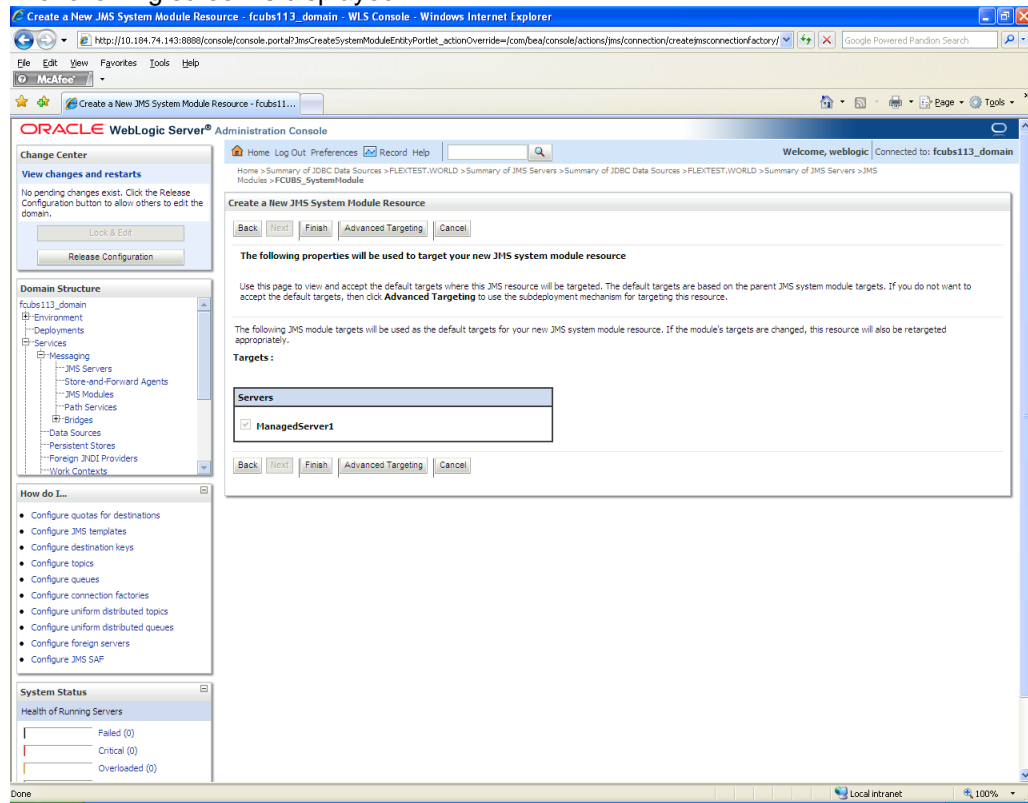 Create a New JMS System Module Resource - fcubs113_domain - WLS Console - Windows Internet Explorer
http://10.184.74.143:8888/console/console.portal?JmsCreateSystemModuleEntityPortlet_actionOverride=/com/bea/console/actions/jms/connection/createjmsconnectionfactory/
Google Powered Pandion Search
File Edit View Favorites Tools Help
McAfee
Create a New JMS System Module Resource - fcubs11...
Page Tools
ORACLE WebLogic Server® Administration Console
Change Center
View changes and restarts
No pending changes exist. Click the Release
Configuration button to allow others to edit the
domain.
Lock & Edit
Release Configuration
Domain Structure
fcubs113_domain
Environment
Deployments
Services
Messaging
JMS Servers
Store-and-Forward Agents
JMS Modules
Path Services
Bridges
Data Sources
Persistent Stores
Foreign JNDI Providers
Work Contexts
How do I...
Configure quotas for destinations
Configure JMS templates
Configure destination keys
Configure topics
Configure queues
Configure connection factories
Configure uniform distributed topics
Configure uniform distributed queues
Configure foreign servers
Configure JMS SAF
System Status
Health of Running Servers
Failed (0)
Critical (0)
Overloaded (0)
Home Log Out Preferences Record Help
Welcome, weblogic Connected to: fcubs113_domain
Home >Summary of JDBC Data Sources >FLEXTEST.WORLD >Summary of JMS Servers >Summary of JDBC Data Sources >FLEXTEST.WORLD >Summary of JMS Servers >JMS
Modules >FCUBS_SystemModule
Create a New JMS System Module Resource
Back Next Finish Advanced Targeting Cancel
The following properties will be used to target your new JMS system module resource
Use this page to view and accept the default targets where this JMS resource will be targeted. The default targets are based on the parent JMS system module targets. If you do not want to
accept the default targets, then click Advanced Targeting to use the subdeployment mechanism for targeting this resource.
The following JMS module targets will be used as the default targets for your new JMS system module resource. If the module's targets are changed, this resource will also be retargeted
appropriately.
Targets :
Servers
ManagedServer1
Back Next Finish Advanced Targeting Cancel
Done
Local intranet
100%